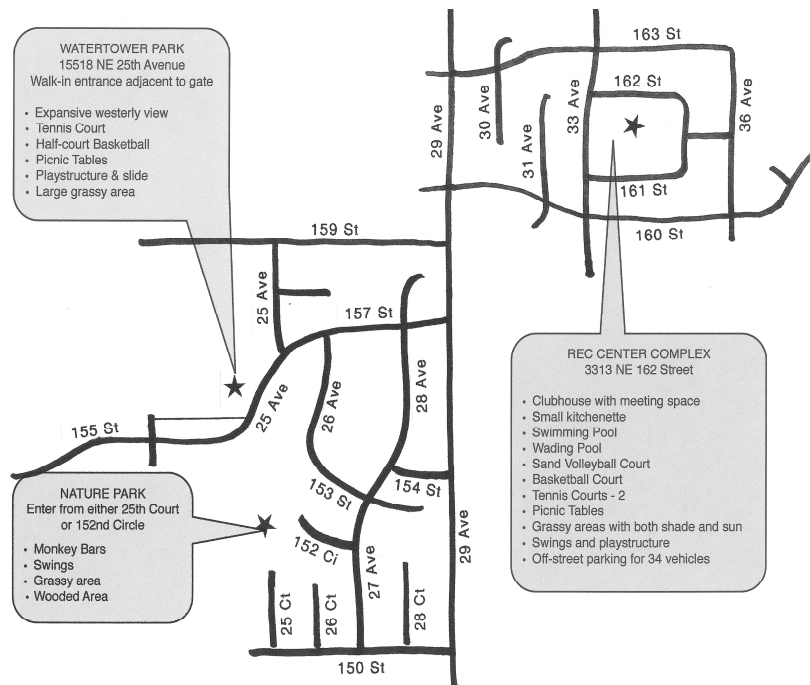 WATERTOWER PARK
15518 NE 25th Avenue
Walk-in entrance adjacent to gate
• Expansive westerly view
• Tennis Court
• Half-court Basketball
• Picnic Tables
• Playstructure & slide
• Large grassy area
163 St
162 St
29 Ave
30 Ave
31 Ave
33 Ave
36 Ave
161 St
160 St
159 St
25 Ave
157 St
REC CENTER COMPLEX
3313 NE 162 Street
• Clubhouse with meeting space
• Small kitchenette
• Swimming Pool
• Wading Pool
• Sand Volleyball Court
• Basketball Court
• Tennis Courts - 2
• Picnic Tables
• Grassy areas with both shade and sun
• Swings and playstructure
• Off-street parking for 34 vehicles
25 Ave
26 Ave
28 Ave
155 St
153 St
154 St
NATURE PARK
Enter from either 25th Court
or 152nd Circle
• Monkey Bars
• Swings
• Grassy area
• Wooded Area
152 Ci
27 Ave
29 Ave
25 Ct
26 Ct
28 Ct
150 St